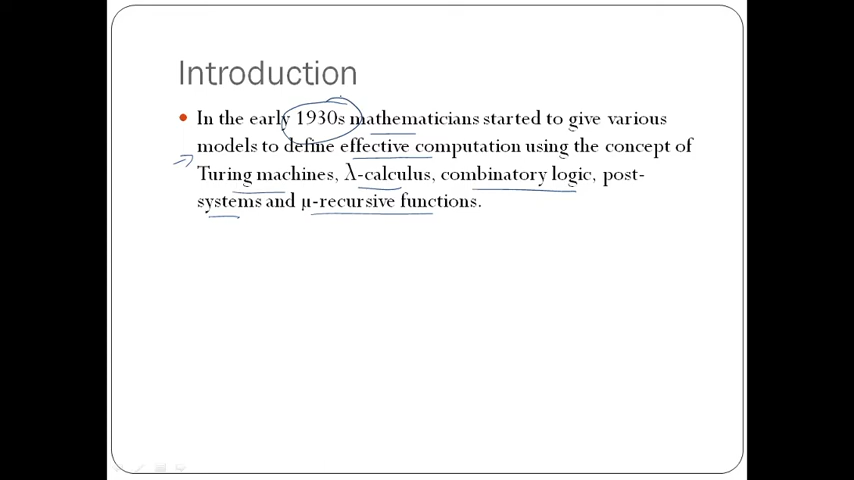 Introduction
In the early 1930s mathematicians started to give various
models to define effective computation using the concept of
Turing machines, λ-calculus, combinatory logic, post-
systems and µ-recursive functions.